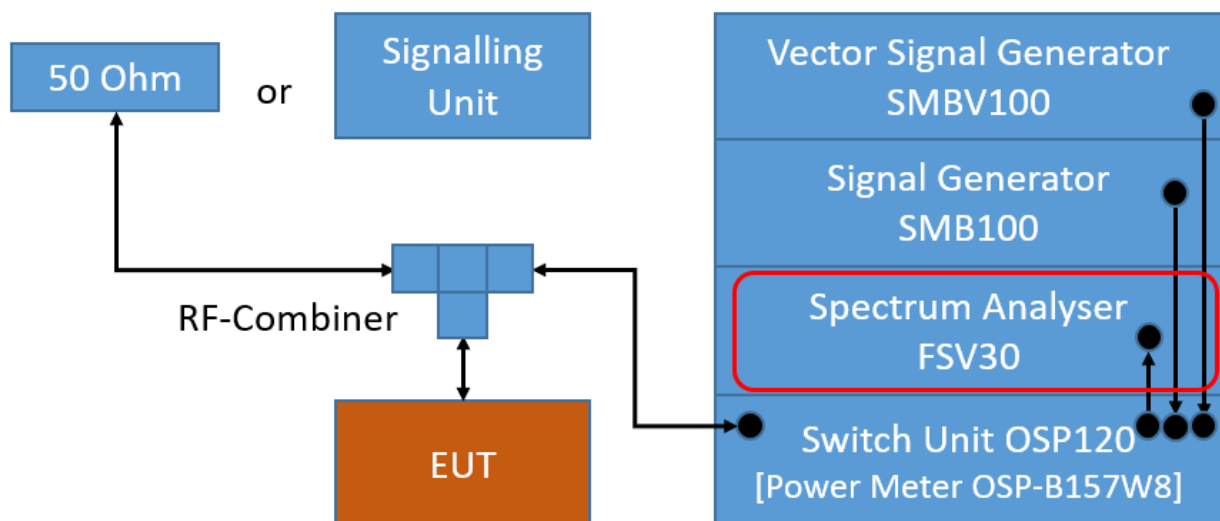 50 Ohm
or
Signalling
Unit
RF-Combiner
EUT
Vector Signal Generator
SMBV100
Signal Generator
SMB100
Spectrum Analyser
FSV30
Switch Unit OSP120
[Power Meter OSP-B157W8]